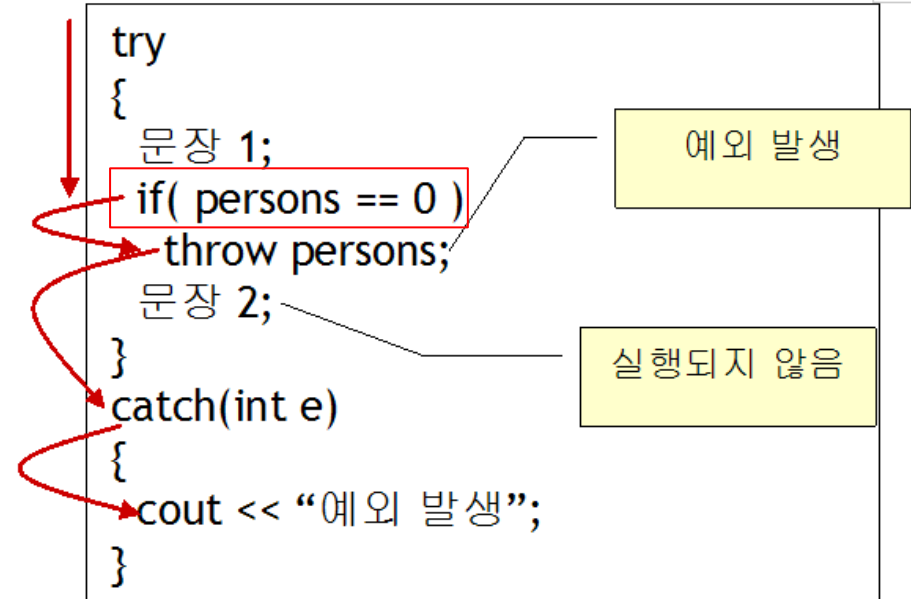 try
{
문장 1;
if( persons == 0 )
throw persons;
문장 2;
}
catch(int e)
{
cout << “예외 발생”;
}
예외 발생
실행되지 않음